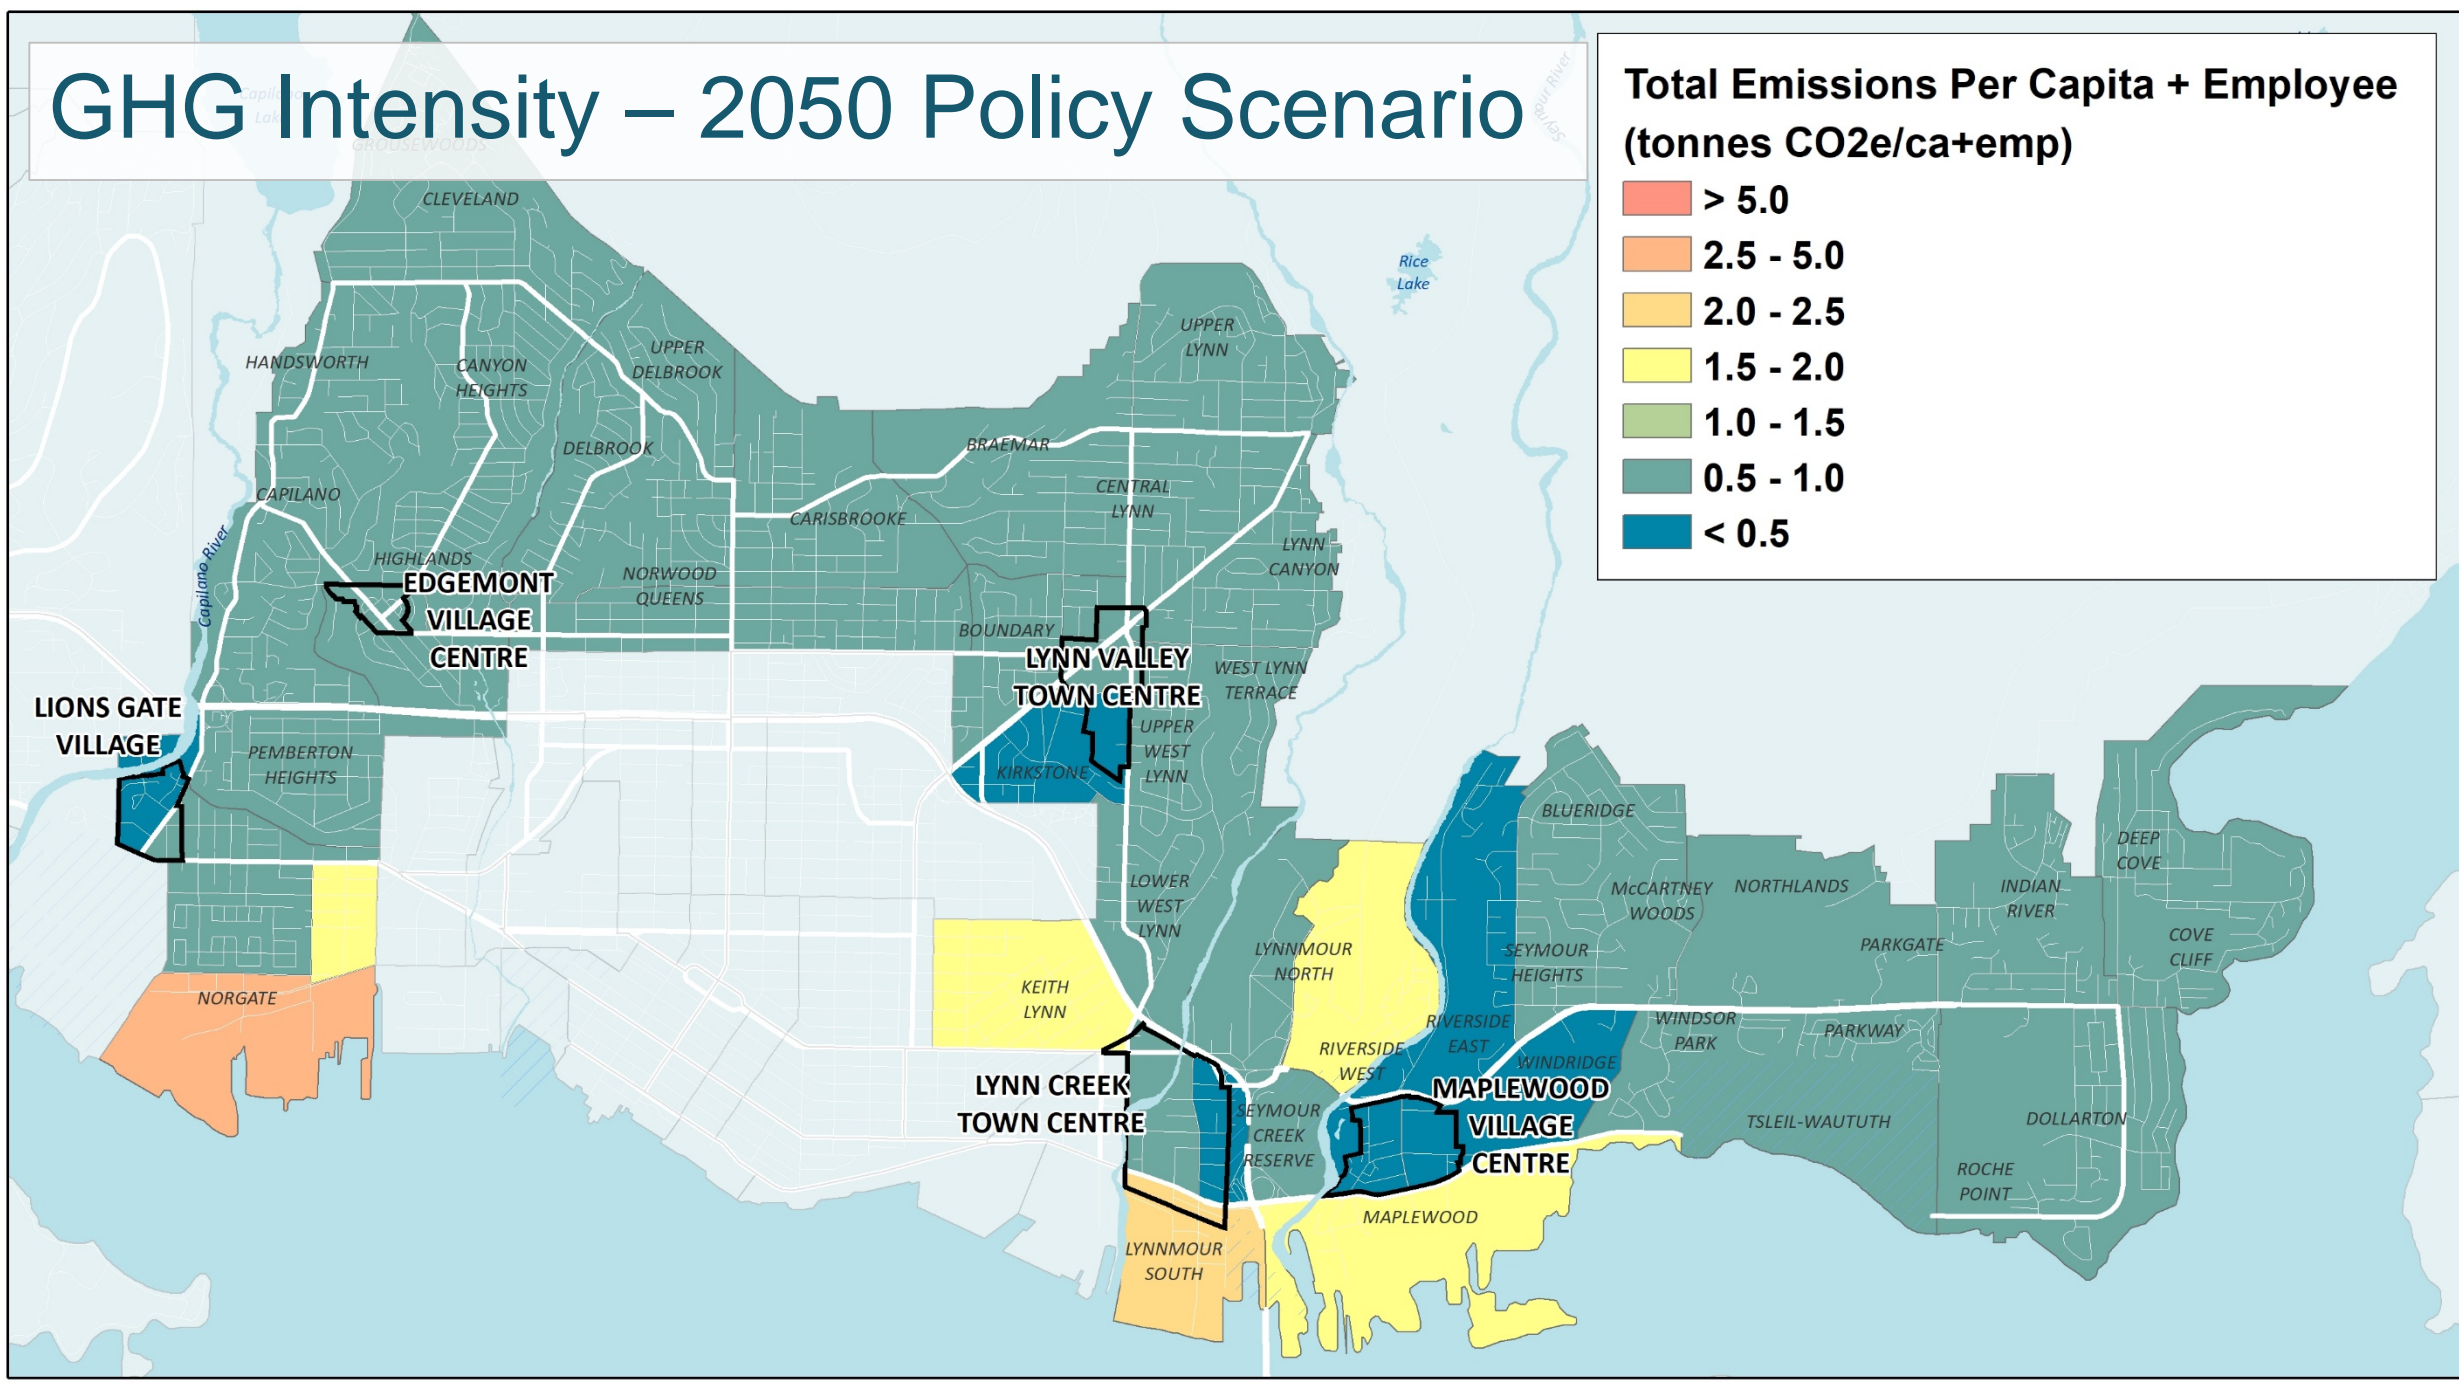 GHG Intensity – 2050 Policy Scenario
Capilano
Lake
GROUSEWOODS
Seymour River
Total Emissions Per Capita + Employee
(tonnes CO2e/ca+emp)
> 5.0
2.5 - 5.0
2.0 - 2.5
1.5 - 2.0
1.0 - 1.5
0.5 - 1.0
< 0.5
CLEVELAND
Rice
Lake
UPPER
LYNN
HANDSWORTH
CANYON
HEIGHTS
UPPER
DELBROOK
DELBROOK
BRAEMAR
CAPILANO
CENTRAL
LYNN
CARISBROOKE
Capilano River
HIGHLANDS
LYNN
CANYON
EDGEMONT
VILLAGE
CENTRE
NORWOOD
QUEENS
BOUNDARY
LYNN VALLEY
TOWN CENTRE
WEST LYNN
TERRACE
LIONS GATE
VILLAGE
PEMBERTON
HEIGHTS
UPPER
WEST
LYNN
KIRKSTONE
BLUERIDGE
DEEP
COVE
LOWER
WEST
LYNN
McCARTNEY
WOODS
NORTHLANDS
INDIAN
RIVER
LYNNMOUR
NORTH
SEYMOUR
HEIGHTS
PARKGATE
COVE
CLIFF
NORGATE
KEITH
LYNN
RIVERSIDE
EAST
WINDSOR
PARK
PARKWAY
RIVERSIDE
WEST
WINDRIDGE
LYNN CREEK
TOWN CENTRE
MAPLEWOOD
VILLAGE
CENTRE
SEYMOUR
CREEK
RESERVE
TSLEIL-WAUTUTH
DOLLARTON
ROCHE
POINT
MAPLEWOOD
LYNNMOUR
SOUTH